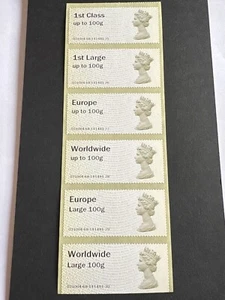 1st Class
up to 100g
1st Large
up to 100g
Europe
up to 100g
Worldwide
up to 100g
Europe
Large 100g
Worldwide
Large 100g